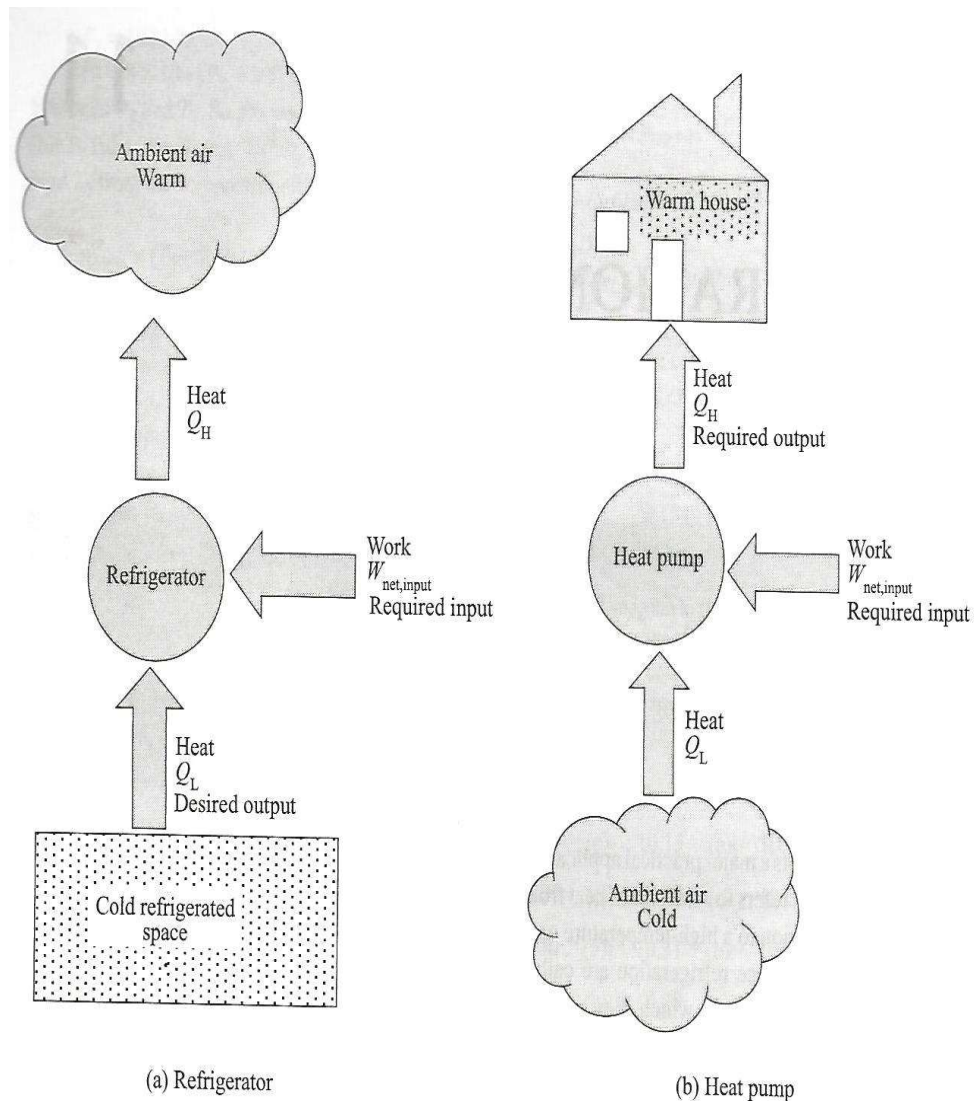 Ambient air
Warm
Heat
Q_H
Refrigerator
Work
W_net,input
Required input
Heat
Q_L
Desired output
Cold refrigerated
space
(a) Refrigerator
Warm house
Heat
Q_H
Required output
Heat pump
Work
W_net,input
Required input
Heat
Q_L
Ambient air
Cold
(b) Heat pump